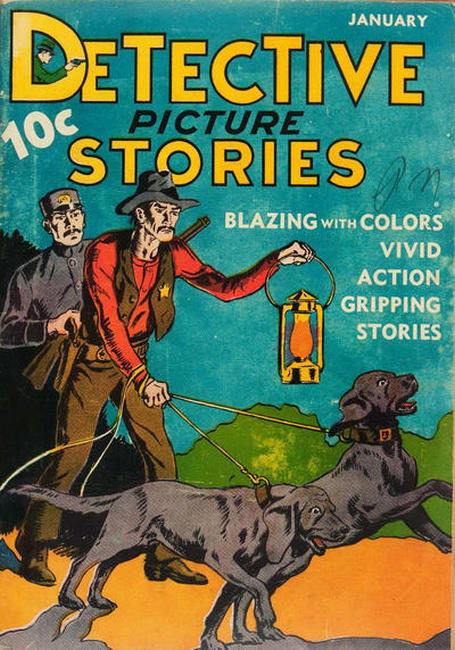 JANUARY
DETECTIVE
10c
PICTURE
STORIES
BLAZING WITH COLORS
VIVID
ACTION
GRIPPING
STORIES